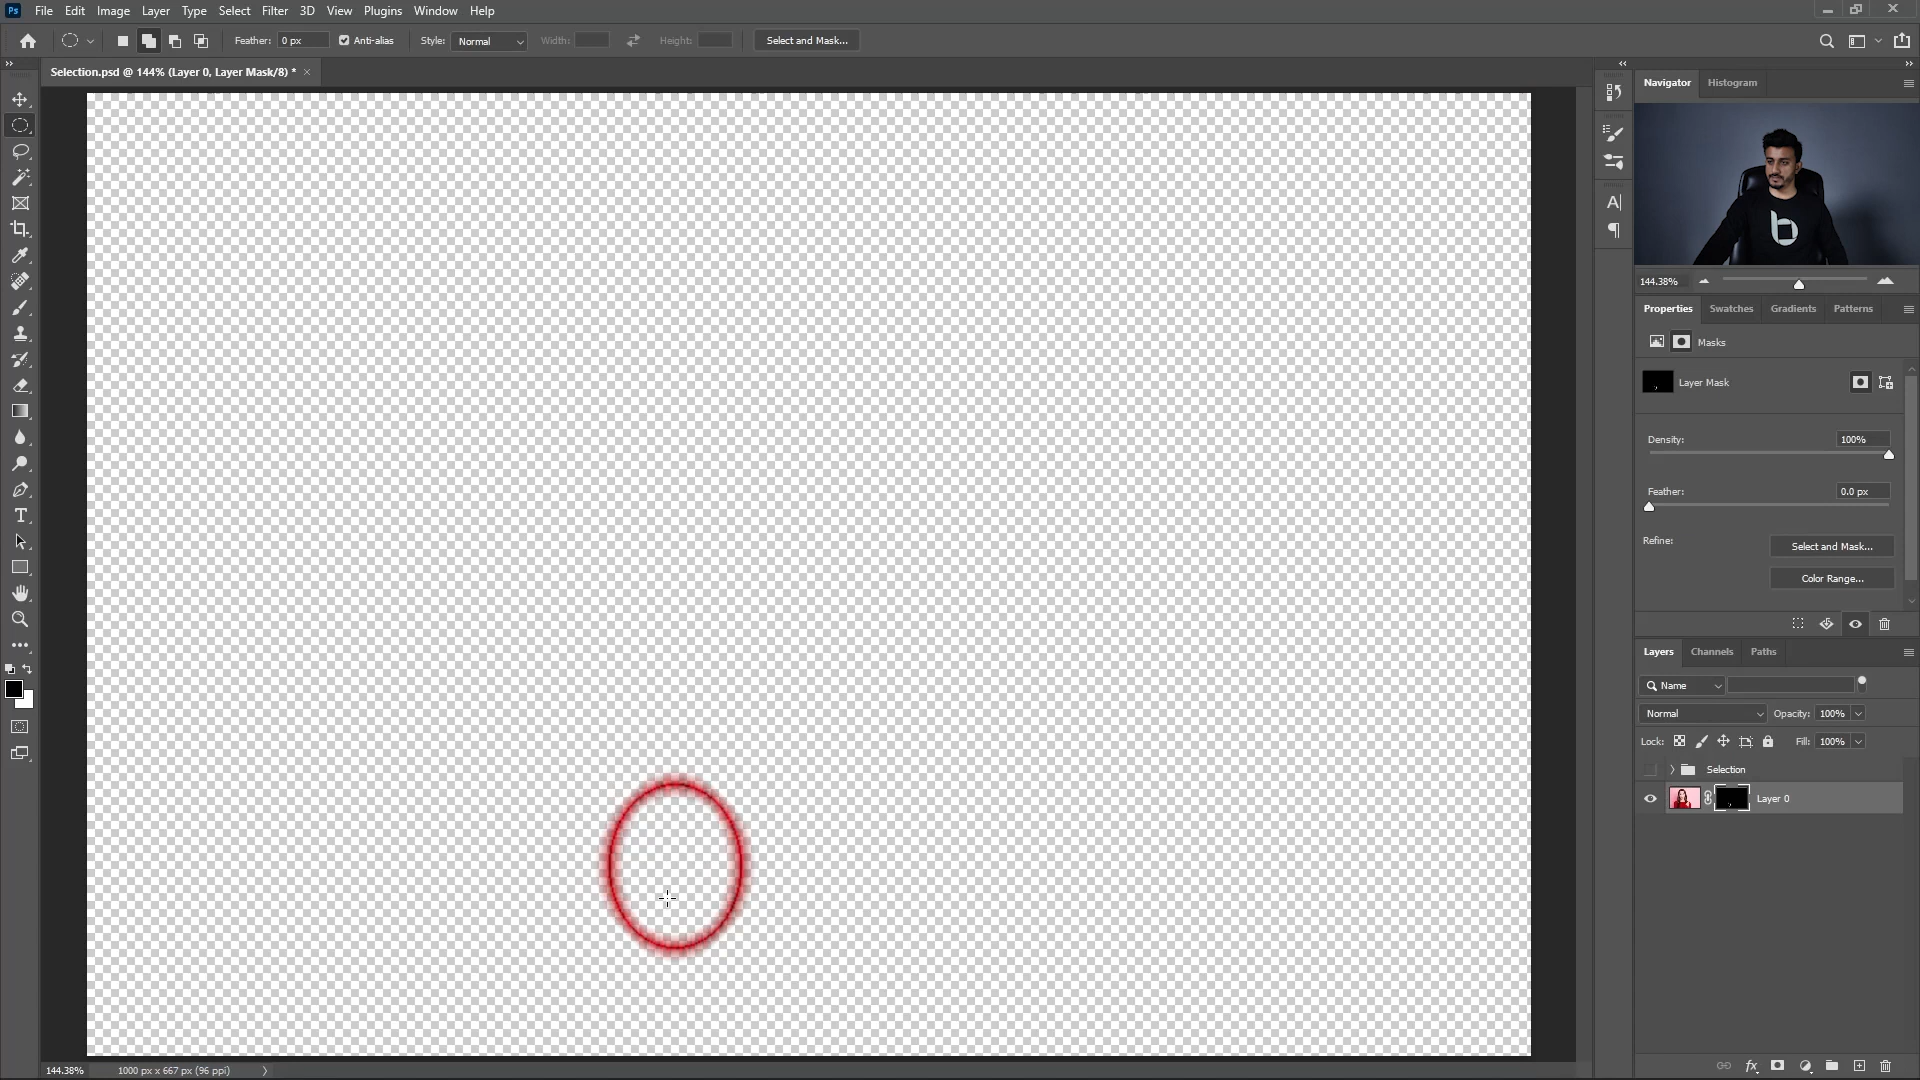 Ps File Edit Image Layer Type Select Filter 3D View Plugins Window Help
Feather: 0 px Anti-alias Style: Normal Width: Height: Select and Mask...
Selection.psd @ 144% (Layer 0, Layer Mask/8) * ×
Navigator Histogram
b
144.38%
Properties Swatches Gradients Patterns
Masks
Layer Mask
Density: 100%
Feather: 0.0 px
Refine: Select and Mask...
Color Range...
Layers Channels Paths
Name
Normal Opacity: 100%
Lock: Fill: 100%
Selection
Layer 0
fx
144.38% 1000 px x 667 px (96 ppi)